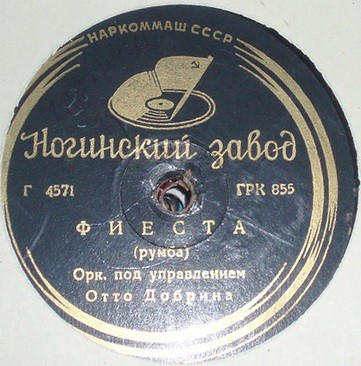 НАРКОММАШ СССР
Ногинский завод
Г 4571
ГРК 855
ФИЕСТА
(румба)
Орк. под управлением
Отто Добрина